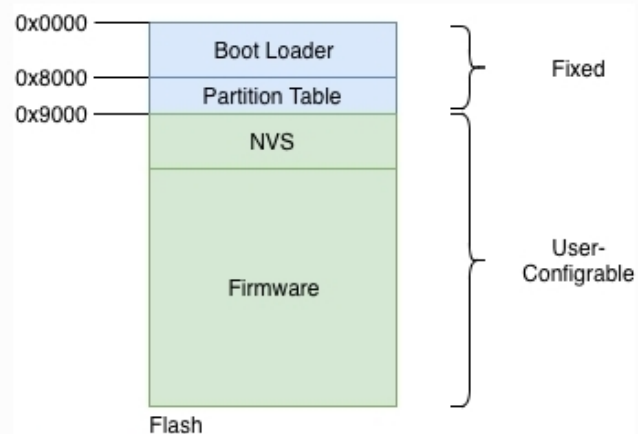 0x0000
Boot Loader
0x8000
Partition Table
0x9000
NVS
Firmware
Flash
Fixed
User-
Configrable